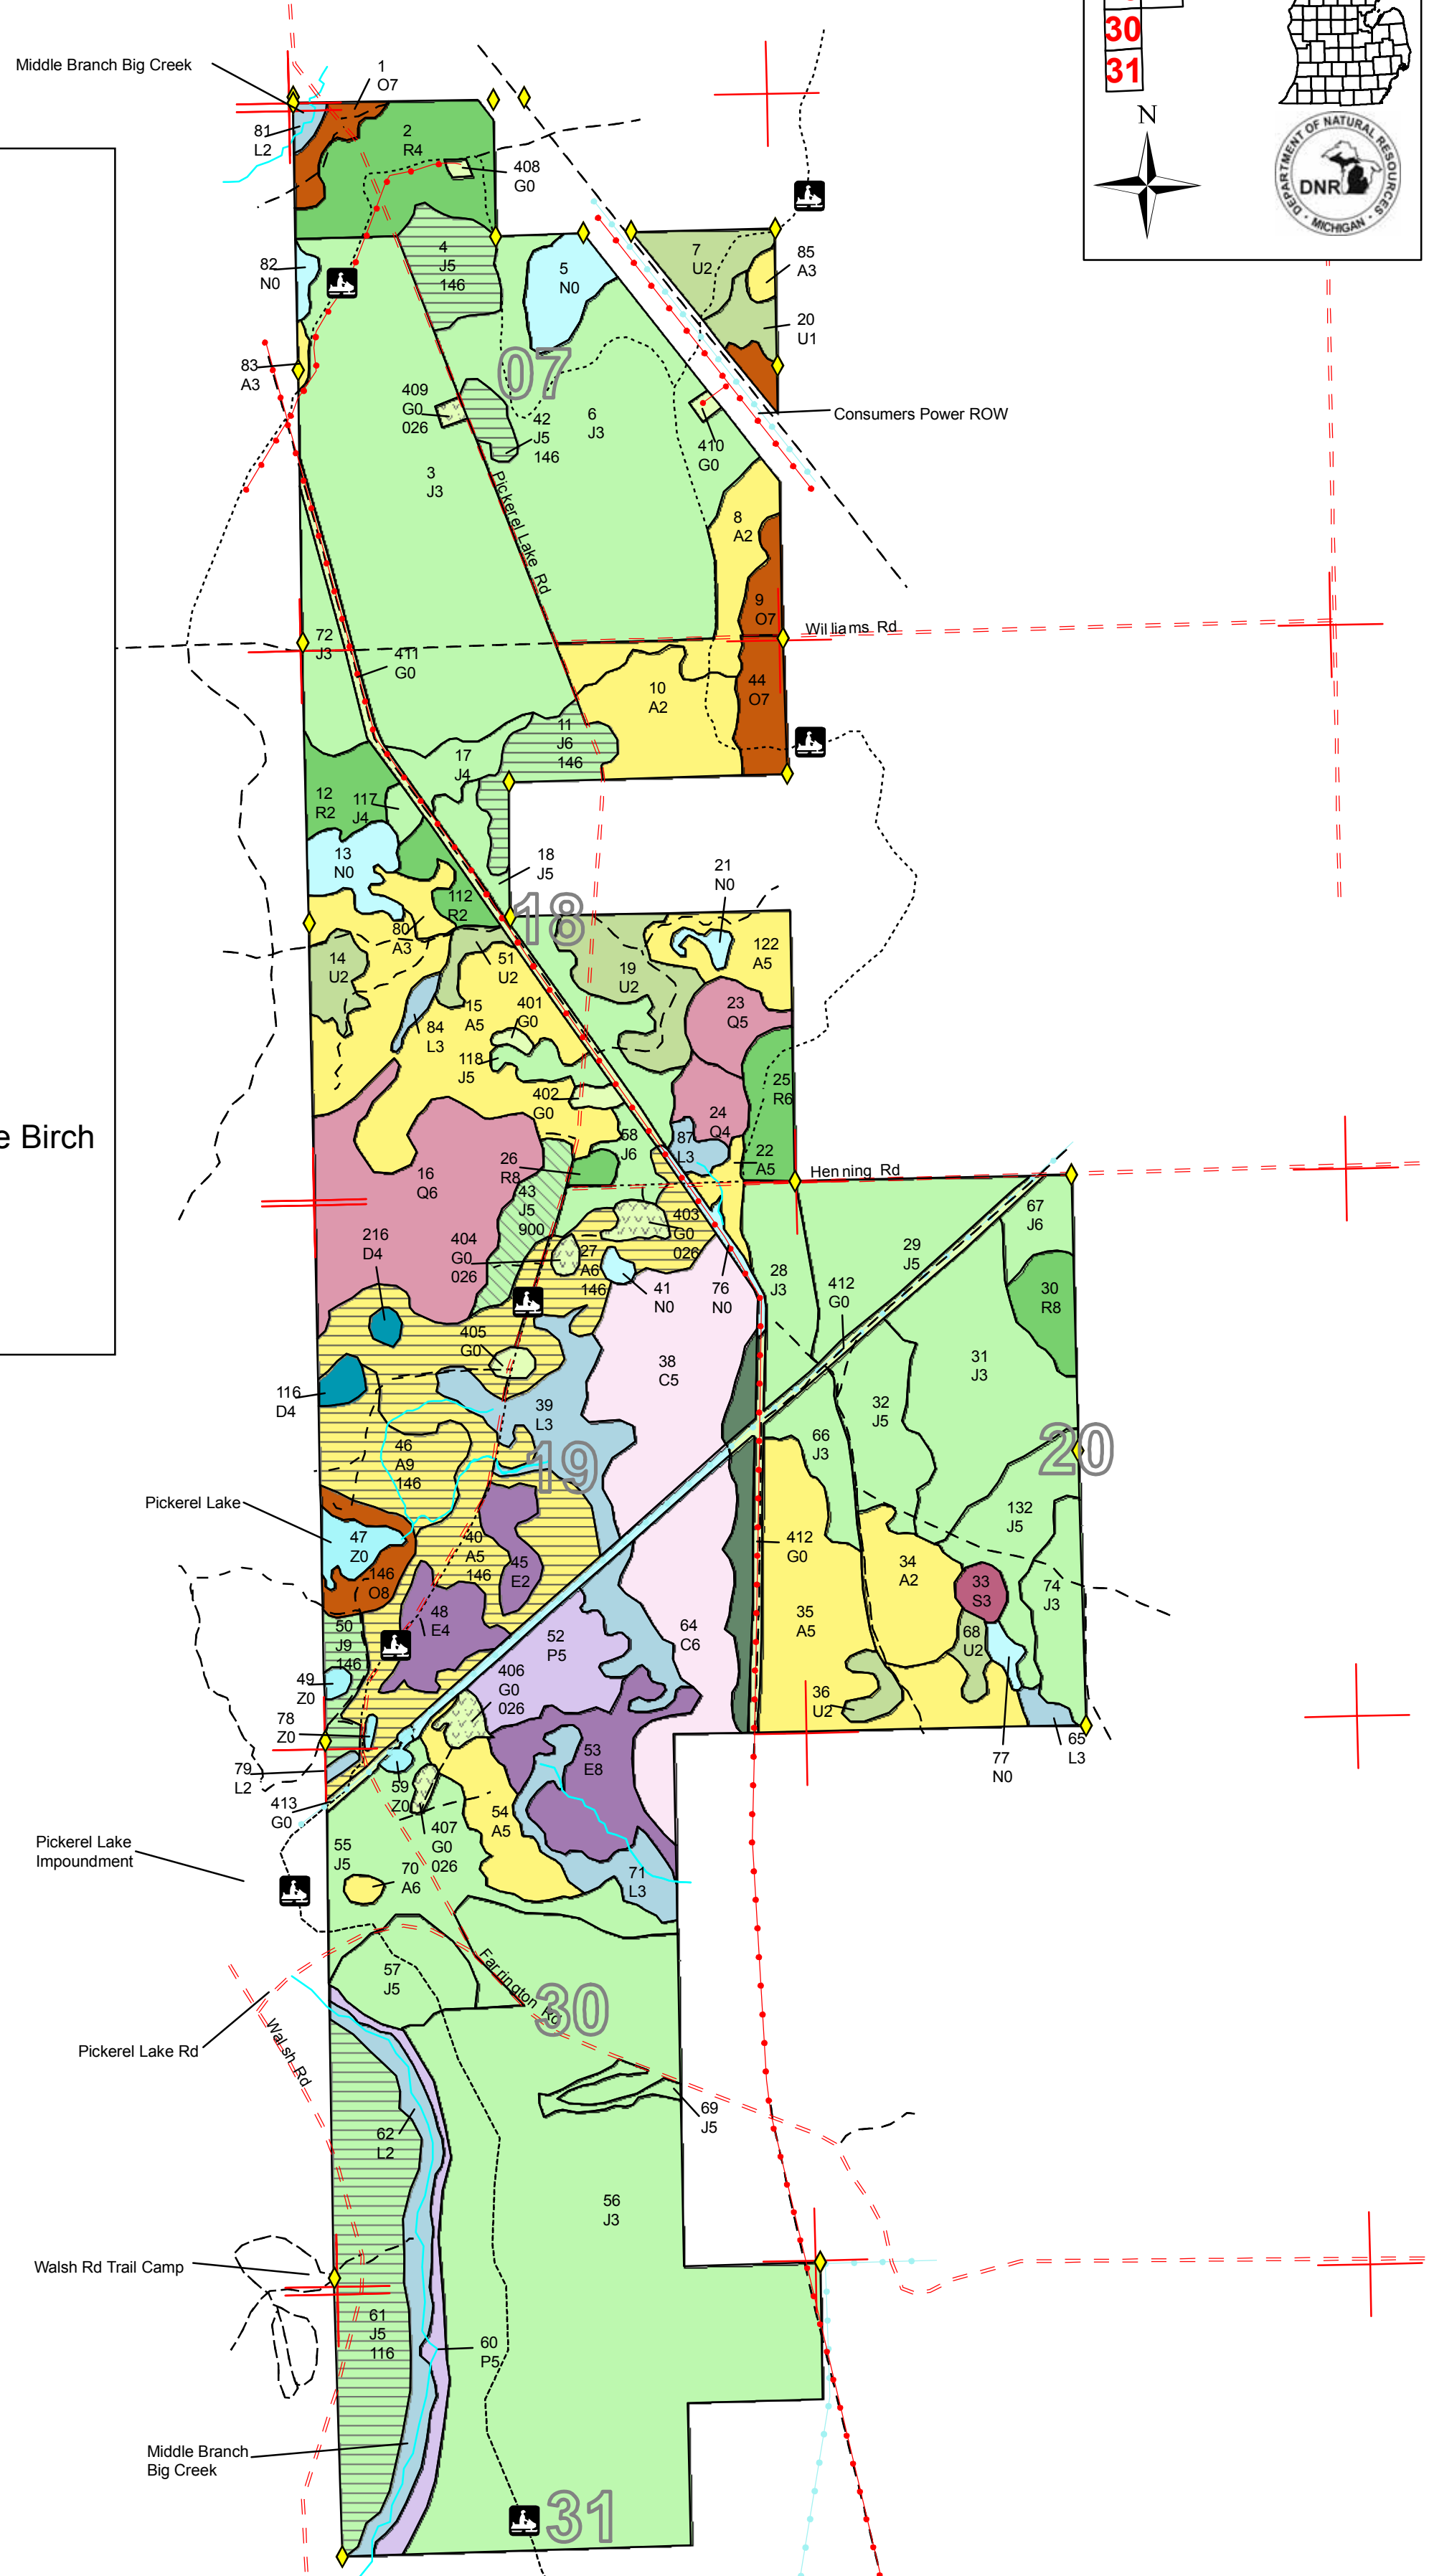 30
31
N
DEPARTMENT OF NATURAL RESOURCES
DNR
MICHIGAN
Middle Branch Big Creek
1
O7
81
L2
2
R4
408
G0
82
N0
4
J5
146
5
N0
7
U2
85
A3
20
U1
83
A3
07
409
G0
026
42
J5
146
6
J3
410
G0
Consumers Power ROW
3
J3
Pickerel Lake Rd
8
A2
9
O7
Williams Rd
72
J3
411
G0
10
A2
44
O7
11
J6
146
17
J4
12
R2
117
J4
13
N0
18
J5
21
N0
112
R2
18
80
A3
14
U2
51
U2
19
U2
122
A5
15
A5
401
G0
23
Q5
84
L3
118
J5
402
G0
25
R6
24
Q4
e Birch
58
J6
87
L3
22
A5
Henning Rd
26
R8
16
Q6
43
J5
900
403
G0
026
67
J6
216
D4
404
G0
026
27
A6
146
29
J5
41
N0
76
N0
28
J3
412
G0
30
R8
405
G0
38
C5
31
J3
116
D4
39
L3
32
J5
46
A9
146
66
J3
19
20
Pickerel Lake
47
Z0
132
J5
40
A5
146
412
G0
45
E2
34
A2
146
O8
33
S3
74
J3
48
E4
35
A5
50
J9
146
52
P5
64
C6
68
U2
49
Z0
406
G0
026
36
U2
78
Z0
65
L3
77
N0
53
E8
79
L2
59
Z0
413
G0
54
A5
407
G0
026
Pickerel Lake
Impoundment
55
J5
70
A6
71
L3
57
J5
Farrington Rd
30
Walsh Rd
Pickerel Lake Rd
69
J5
62
L2
56
J3
Walsh Rd Trail Camp
61
J5
116
60
P5
Middle Branch
Big Creek
31